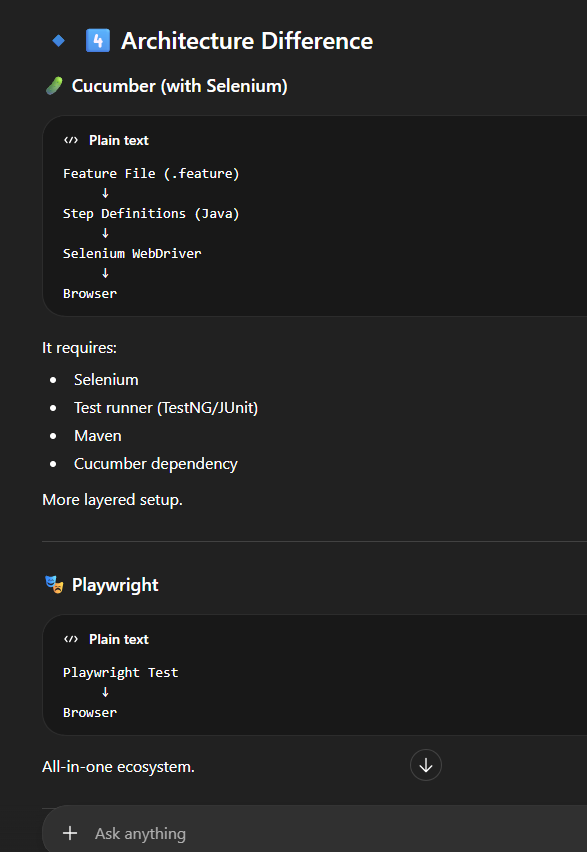 🔹 4️⃣ Architecture Difference
🥒 Cucumber (with Selenium)
</> Plain text
Feature File (.feature)
↓
Step Definitions (Java)
↓
Selenium WebDriver
↓
Browser
It requires:
• Selenium
• Test runner (TestNG/JUnit)
• Maven
• Cucumber dependency
More layered setup.
🎭 Playwright
</> Plain text
Playwright Test
↓
Browser
All-in-one ecosystem.
Ask anything